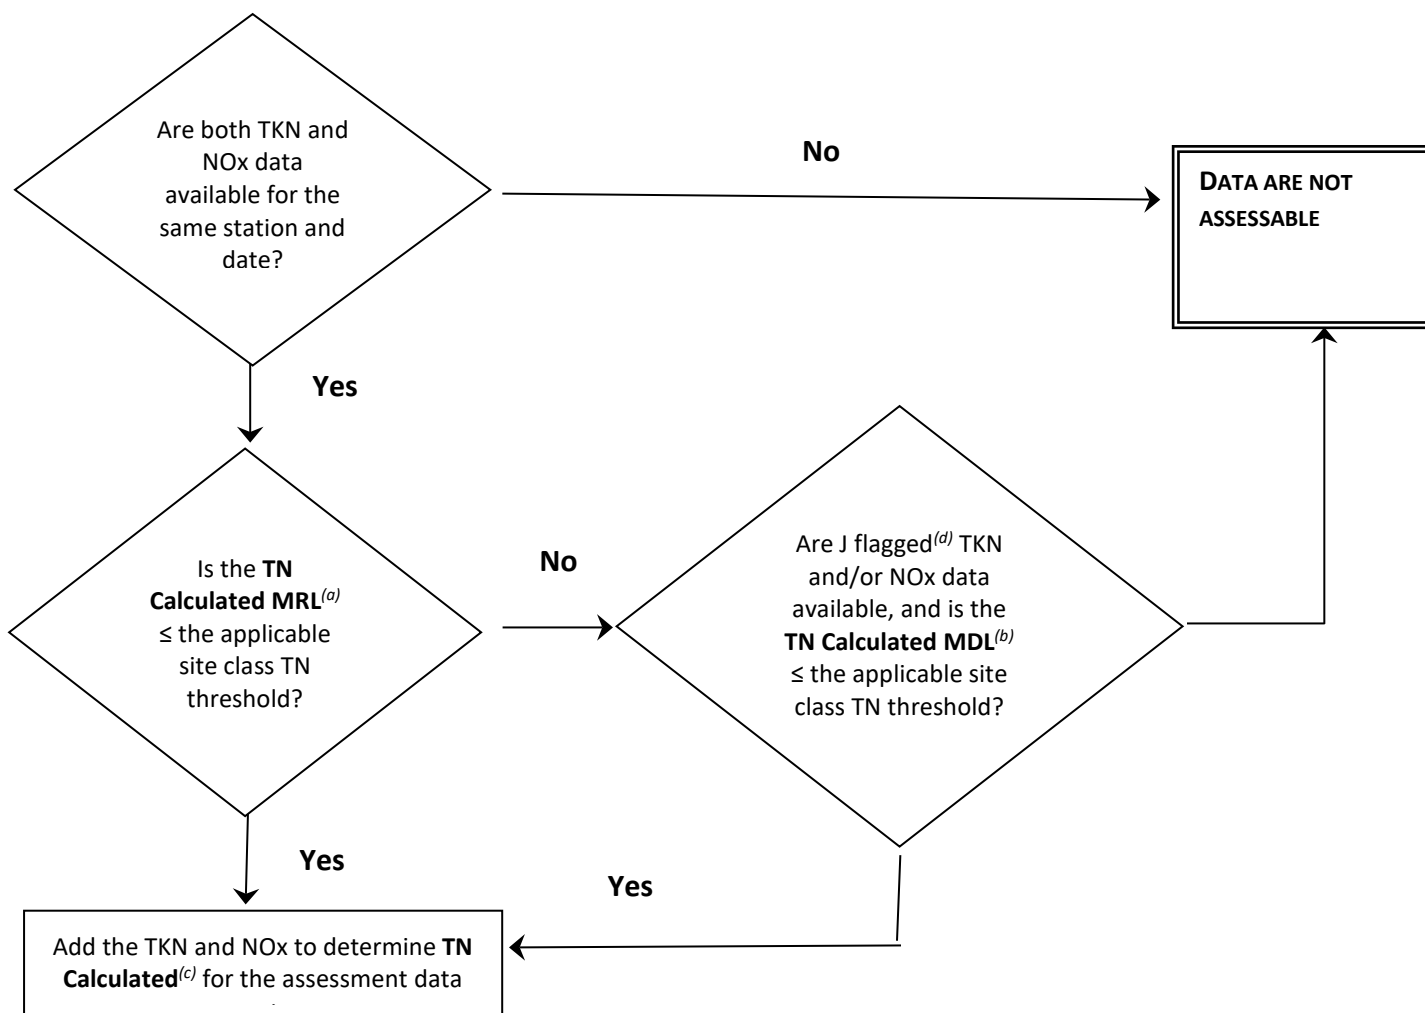 Are both TKN and
NOx data
available for the
same station and
date?
No
DATA ARE NOT
ASSESSABLE
Yes
Is the TN
Calculated MRL(a)
≤ the applicable
site class TN
threshold?
No
Are J flagged(d) TKN
and/or NOx data
available, and is the
TN Calculated MDL(b)
≤ the applicable site
class TN threshold?
Yes
Yes
Add the TKN and NOx to determine TN
Calculated(c) for the assessment data